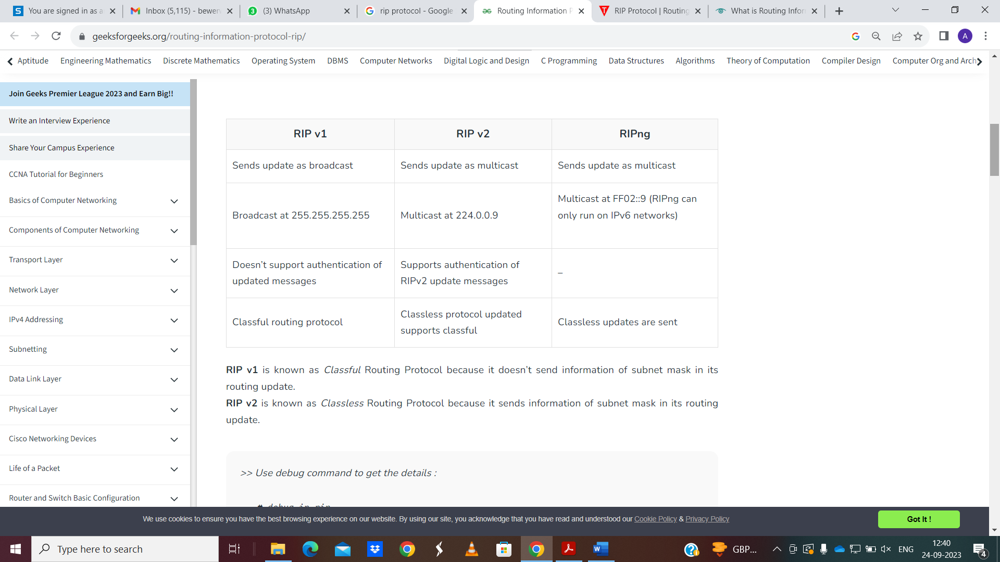 You are signed in as a
Inbox (5,115) - bewerv
(3) WhatsApp
rip protocol - Google
Routing Information P
RIP Protocol | Routing
What is Routing Infor
geeksforgeeks.org/routing-information-protocol-rip/
A
Aptitude Engineering Mathematics Discrete Mathematics Operating System DBMS Computer Networks Digital Logic and Design C Programming Data Structures Algorithms Theory of Computation Compiler Design Computer Org and Arch
Join Geeks Premier League 2023 and Earn Big!!
Write an Interview Experience
Share Your Campus Experience
CCNA Tutorial for Beginners
Basics of Computer Networking
Components of Computer Networking
Transport Layer
Network Layer
IPv4 Addressing
Subnetting
Data Link Layer
Physical Layer
Cisco Networking Devices
Life of a Packet
Router and Switch Basic Configuration
RIP v1 RIP v2 RIPng
Sends update as broadcast
Sends update as multicast
Sends update as multicast
Broadcast at 255.255.255.255
Multicast at 224.0.0.9
Multicast at FF02::9 (RIPng can
only run on IPv6 networks)
Doesn’t support authentication of
updated messages
Supports authentication of
RIPv2 update messages
–
Classful routing protocol
Classless protocol updated
supports classful
Classless updates are sent
RIP v1 is known as Classful Routing Protocol because it doesn’t send information of subnet mask in its
routing update.
RIP v2 is known as Classless Routing Protocol because it sends information of subnet mask in its routing
update.
>> Use debug command to get the details :
# debug ip rip
We use cookies to ensure you have the best browsing experience on our website. By using our site, you acknowledge that you have read and understood our Cookie Policy & Privacy Policy
Got It !
Type here to search
GBP...
ENG
12:40
24-09-2023
4